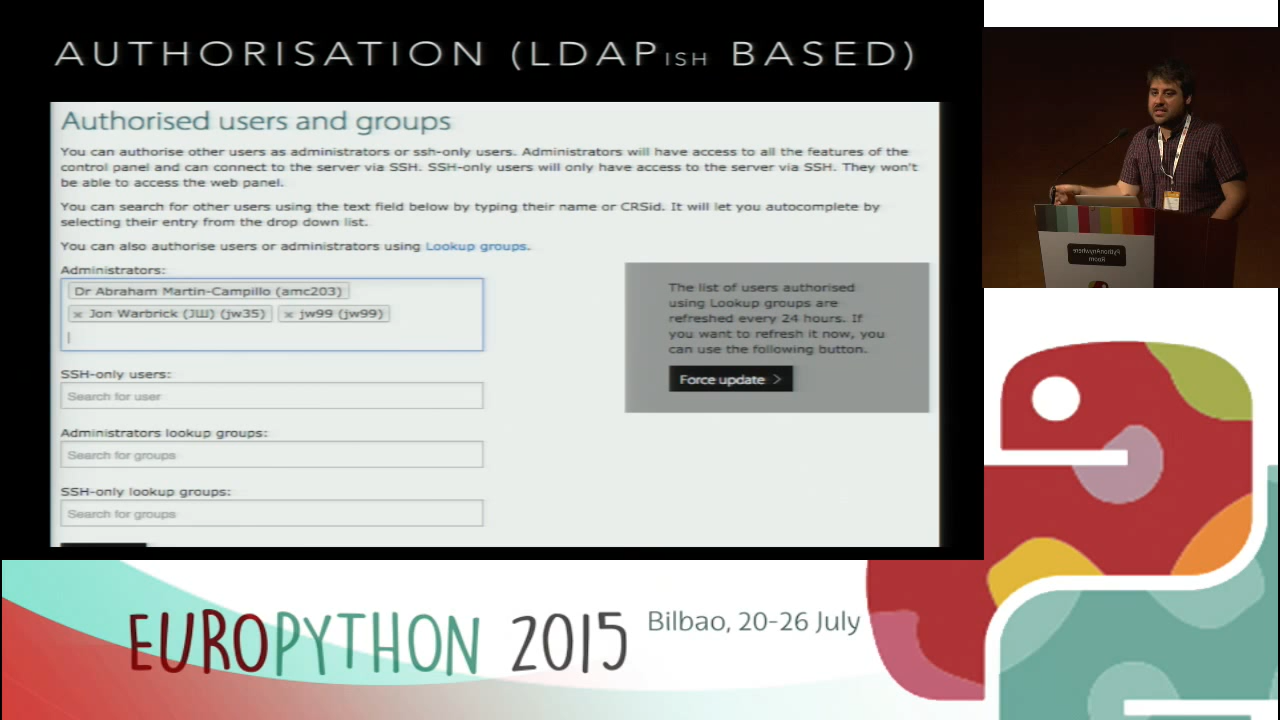 AUTHORISATION (LDAPISH BASED)
Authorised users and groups
You can authorise other users as administrators or ssh-only users. Administrators will have access to all the features of the
control panel and can connect to the server via SSH. SSH-only users will only have access to the server via SSH. They won't
be able to access the web panel.
You can search for other users using the text field below by typing their name or CRSid. It will let you autocomplete by
selecting their entry from the drop down list.
You can also authorise users or administrators using Lookup groups.
Administrators:
Dr Abraham Martin-Campillo (amc203)
× Jon Warbrick (JШ) (jw35) × jw99 (jw99)
SSH-only users:
Search for user
Administrators lookup groups:
Search for groups
SSH-only lookup groups:
Search for groups
The list of users authorised
using Lookup groups are
refreshed every 24 hours. If
you want to refresh it now, you
can use the following button.
Force update >
PythonAnywhere
Room
EUROPYTHON 2015 Bilbao, 20-26 July